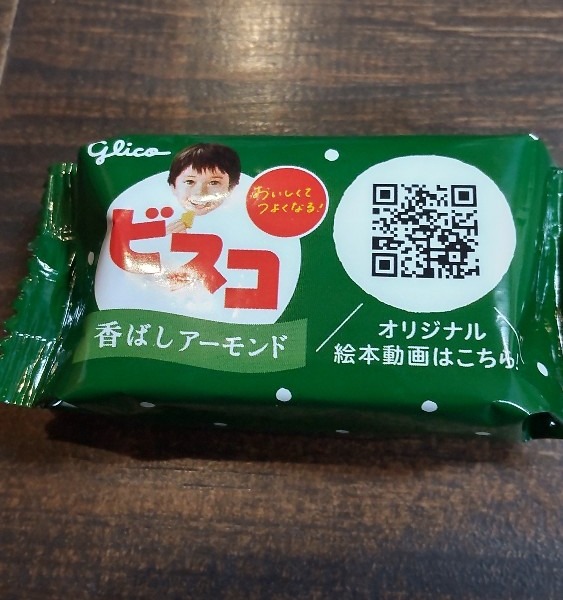 glico
おいしくて
つよくなる!
ビスコ
香ばしアーモンド
オリジナル
絵本動画はこちら